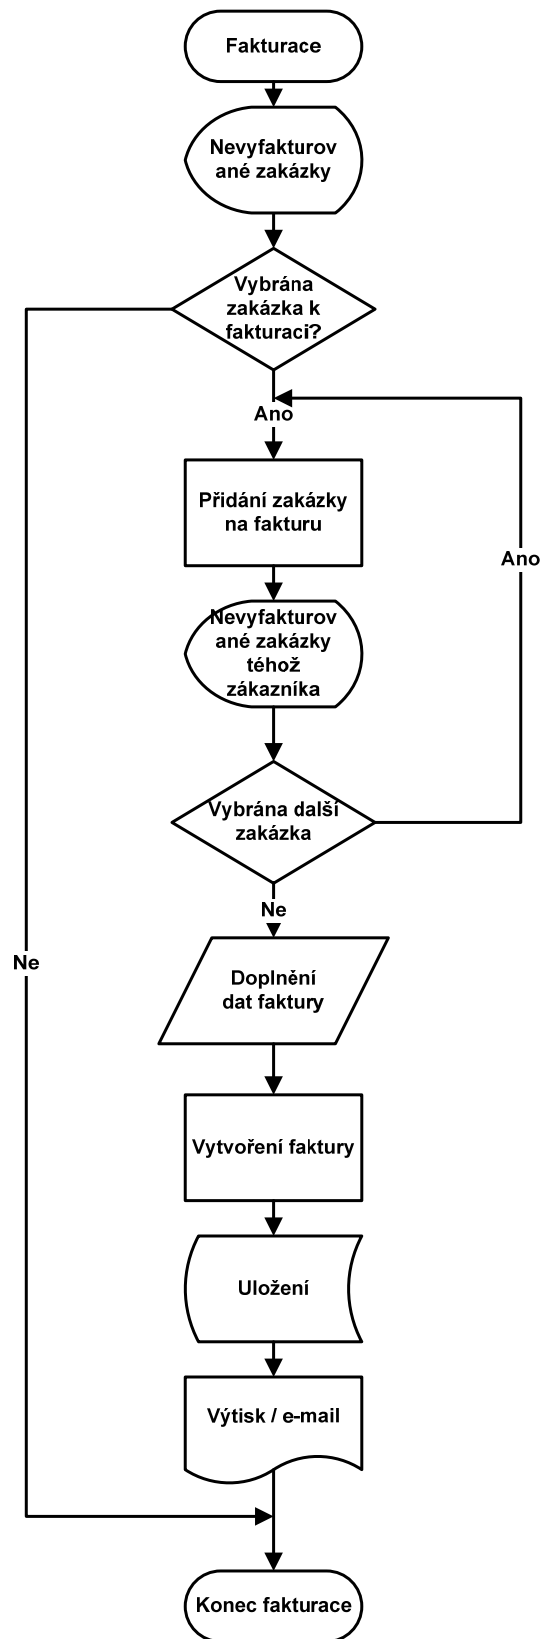 Fakturace
Nevyfakturov
ané zakázky
Vybrána
zakázka k
fakturaci?
Ano
Přidání zakázky
na fakturu
Ano
Nevyfakturov
ané zakázky
téhož
zákazníka
Vybrána další
zakázka
Ne
Ne
Doplnění
dat faktury
Vytvoření faktury
Uložení
Výtisk / e-mail
Konec fakturace